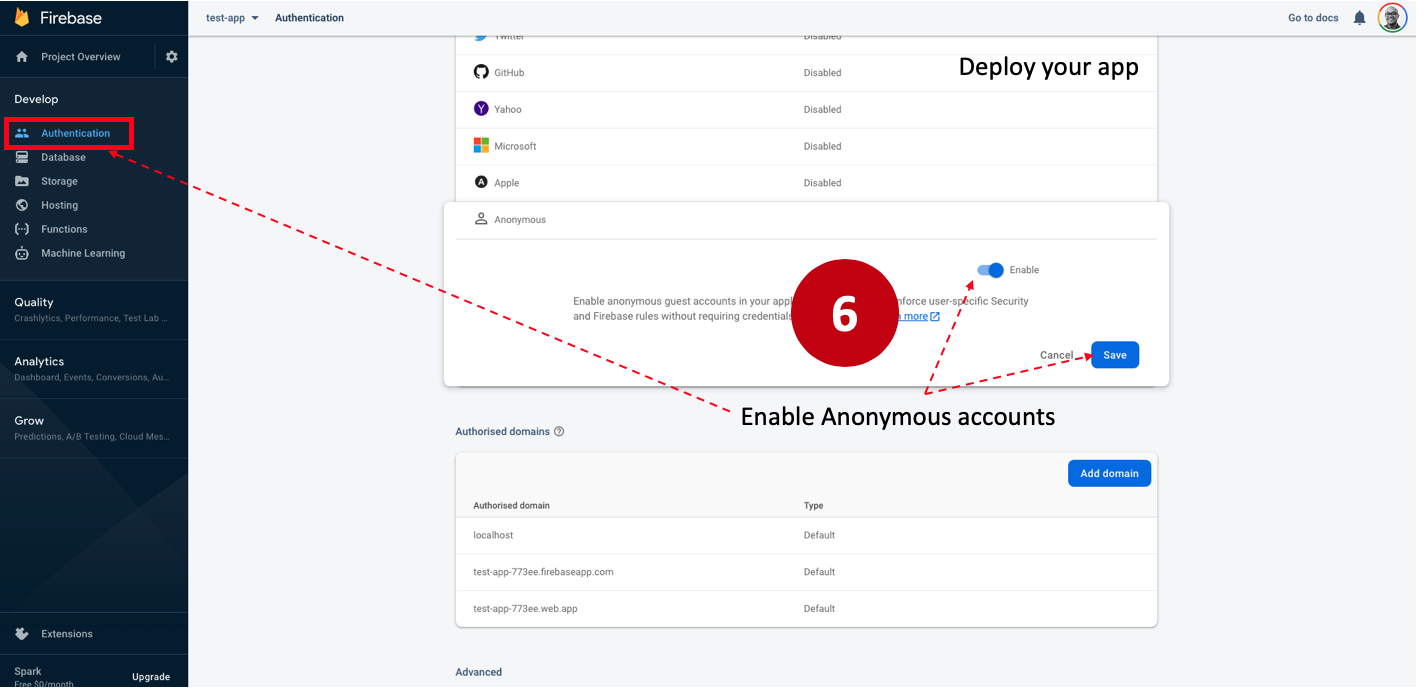 Firebase
test-app
Authentication
Go to docs
Project Overview
Develop
Authentication
Database
Storage
Hosting
Functions
Machine Learning
Quality
Crashlytics, Performance, Test Lab ...
Analytics
Dashboard, Events, Conversions, Au...
Grow
Predictions, A/B Testing, Cloud Mes...
Extensions
Spark
Free $0/month
Upgrade
Twitter Disabled
Deploy your app
GitHub Disabled
Yahoo Disabled
Microsoft Disabled
Apple Disabled
Anonymous
Enable
Enable anonymous guest accounts in your appl nforce user-specific Security
and Firebase rules without requiring credentials more
6
Cancel Save
Enable Anonymous accounts
Authorised domains
Add domain
Authorised domain Type
localhost Default
test-app-773ee.firebaseapp.com Default
test-app-773ee.web.app Default
Advanced